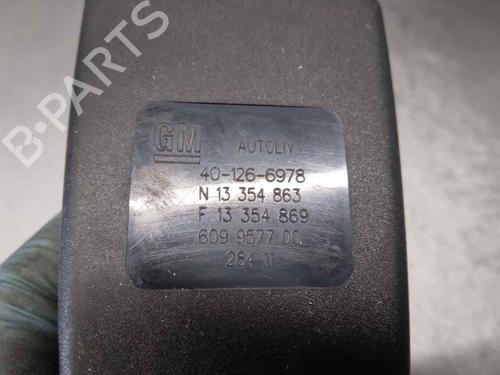 GM AUTOLIV
40-126-6978
N 13 354 863
F 13 354 869
609 9577 00
284 11
B-PARTS